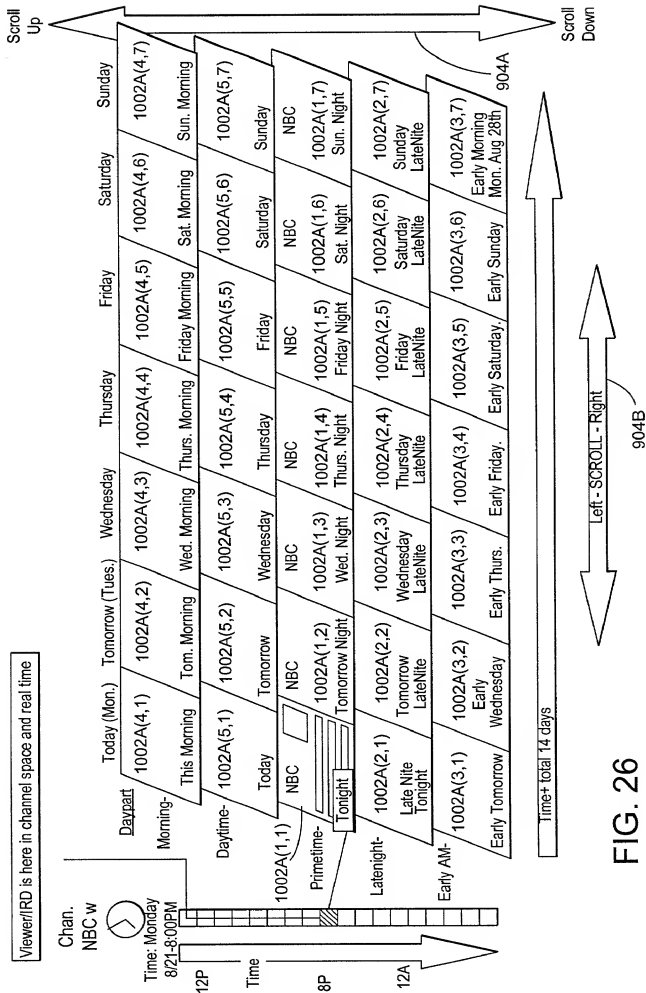 Viewer/IRD is here in channel space and real time
Chan.
NBC w
Time: Monday
8/21-8:00PM
12P
Time
8P
12A
Today (Mon.)
Tomorrow (Tues.)
Wednesday
Thursday
Friday
Saturday
Sunday
Scroll
Up
Scroll
Down
904A
Daypart
Morning-
1002A(4,1)
This Morning
1002A(4,2)
Tom. Morning
1002A(4,3)
Wed. Morning
1002A(4,4)
Thurs. Morning
1002A(4,5)
Friday Morning
1002A(4,6)
Sat. Morning
1002A(4,7)
Sun. Morning
Daytime-
1002A(5,1)
Today
1002A(5,2)
Tomorrow
1002A(5,3)
Wednesday
1002A(5,4)
Thursday
1002A(5,5)
Friday
1002A(5,6)
Saturday
1002A(5,7)
Sunday
1002A(1,1)
Primetime-
NBC
Tonight
NBC
1002A(1,2)
Tomorrow Night
NBC
1002A(1,3)
Wed. Night
NBC
1002A(1,4)
Thurs. Night
NBC
1002A(1,5)
Friday Night
NBC
1002A(1,6)
Sat. Night
NBC
1002A(1,7)
Sun. Night
Latenight-
1002A(2,1)
Late Nite
Tonight
1002A(2,2)
Tomorrow
LateNite
1002A(2,3)
Wednesday
LateNite
1002A(2,4)
Thursday
LateNite
1002A(2,5)
Friday
LateNite
1002A(2,6)
Saturday
LateNite
1002A(2,7)
Sunday
LateNite
Early AM-
1002A(3,1)
Early Tomorrow
1002A(3,2)
Early
Wednesday
1002A(3,3)
Early Thurs.
1002A(3,4)
Early Friday.
1002A(3,5)
Early Saturday.
1002A(3,6)
Early Sunday
1002A(3,7)
Early Morning
Mon. Aug 28th
Time+ total 14 days
Left - SCROLL - Right
904B
FIG. 26